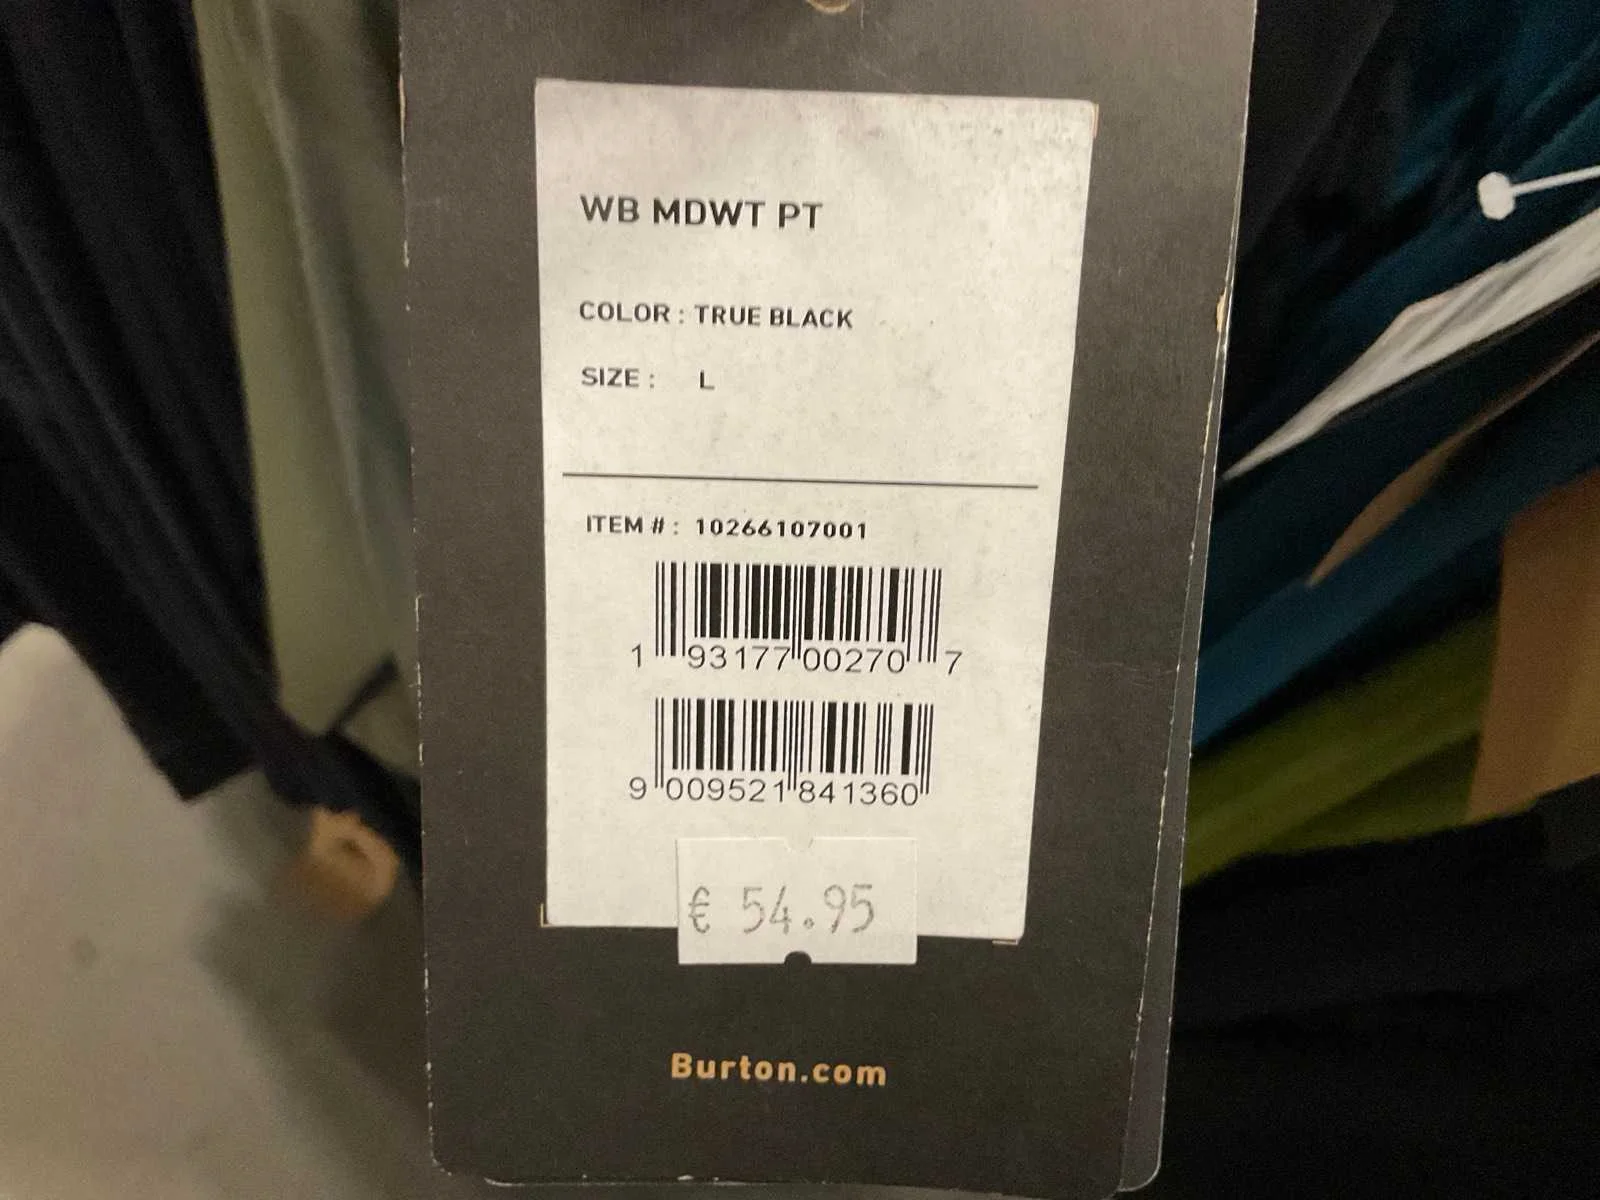 WB MDWT PT
COLOR : TRUE BLACK
SIZE : L
ITEM # : 10266107001
1 93177 00270 7
9 009521 841360
€ 54.95
Burton.com